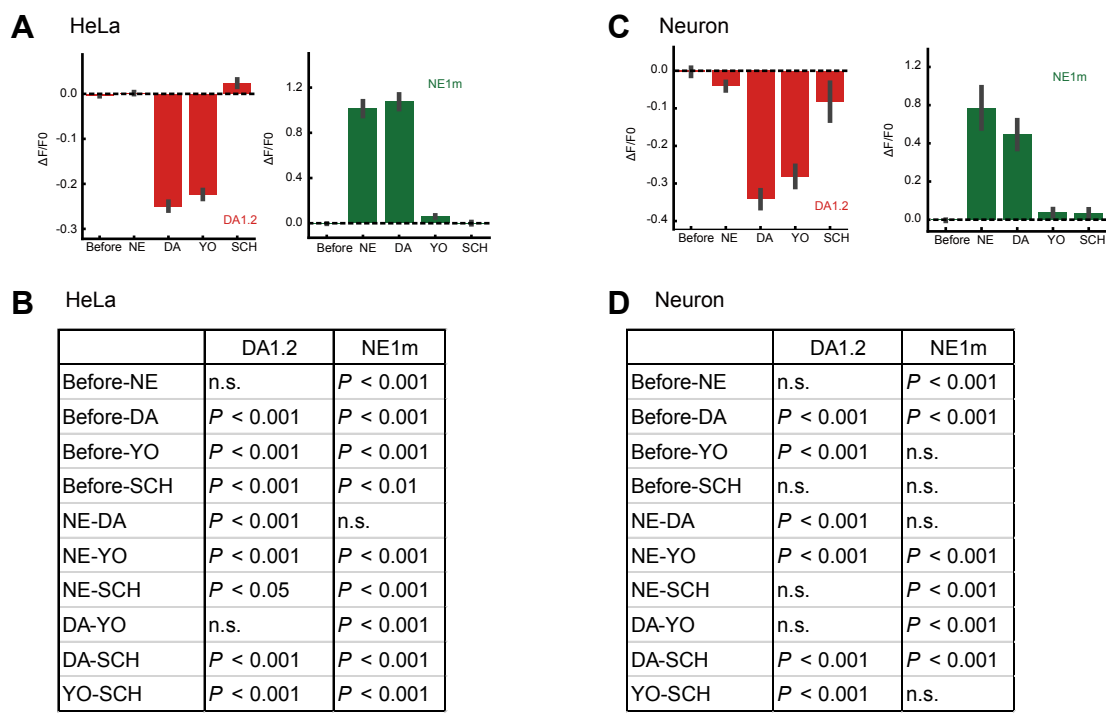 A HeLa
ΔF/F0
0.0
-0.1
-0.2
-0.3
DA1.2
Before NE DA YO SCH
ΔF/F0
1.2
0.8
0.4
0.0
NE1m
Before NE DA YO SCH
B HeLa
DA1.2 NE1m
Before-NE n.s. P < 0.001
Before-DA P < 0.001 P < 0.001
Before-YO P < 0.001 P < 0.001
Before-SCH P < 0.001 P < 0.01
NE-DA P < 0.001 n.s.
NE-YO P < 0.001 P < 0.001
NE-SCH P < 0.05 P < 0.001
DA-YO n.s. P < 0.001
DA-SCH P < 0.001 P < 0.001
YO-SCH P < 0.001 P < 0.001
C Neuron
ΔF/F0
0.0
-0.1
-0.2
-0.3
-0.4
DA1.2
Before NE DA YO SCH
ΔF/F0
1.2
0.8
0.4
0.0
NE1m
Before NE DA YO SCH
D Neuron
DA1.2 NE1m
Before-NE n.s. P < 0.001
Before-DA P < 0.001 P < 0.001
Before-YO P < 0.001 n.s.
Before-SCH n.s. n.s.
NE-DA P < 0.001 n.s.
NE-YO P < 0.001 P < 0.001
NE-SCH n.s. P < 0.001
DA-YO n.s. P < 0.001
DA-SCH P < 0.001 P < 0.001
YO-SCH P < 0.001 n.s.